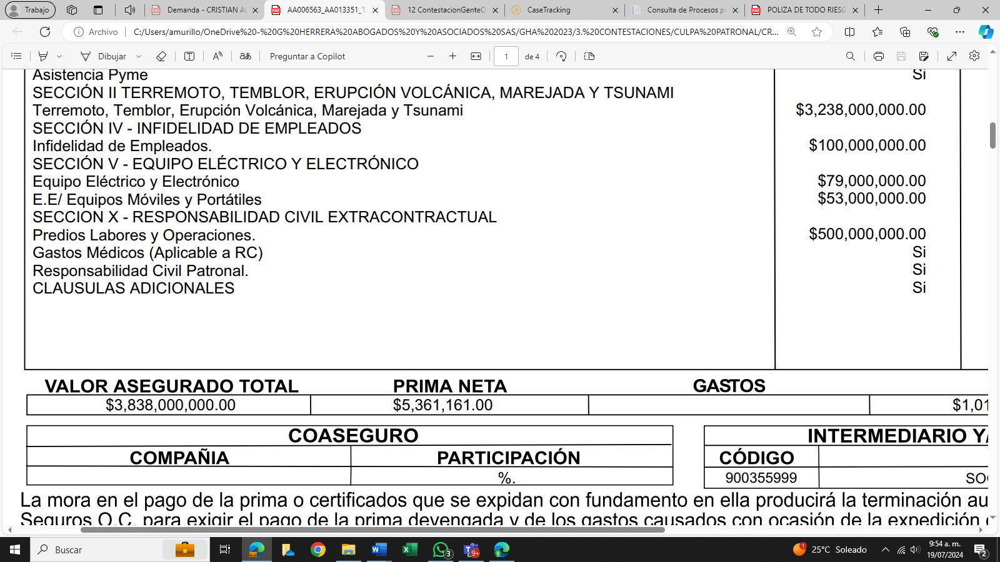 Trabajo
Demanda - CRISTIAN AL
AA006563_AA013351_1
12 ContestacionGenteO
CaseTracking
Consulta de Procesos p
POLIZA DE TODO RIESG
Archivo
C:/Users/amurillo/OneDrive%20-%20G%20HERRERA%20ABOGADOS%20Y%20ASOCIADOS%20SAS/GHA%202023/3.%20CONTESTACIONES/CULPA%20PATRONAL/CR...
Dibujar
Preguntar a Copilot
1
de 4
Asistencia Pyme Si
SECCIÓN II TERREMOTO, TEMBLOR, ERUPCIÓN VOLCÁNICA, MAREJADA Y TSUNAMI
Terremoto, Temblor, Erupción Volcánica, Marejada y Tsunami $3,238,000,000.00
SECCIÓN IV - INFIDELIDAD DE EMPLEADOS
Infidelidad de Empleados. $100,000,000.00
SECCIÓN V - EQUIPO ELÉCTRICO Y ELECTRÓNICO
Equipo Eléctrico y Electrónico $79,000,000.00
E.E/ Equipos Móviles y Portátiles $53,000,000.00
SECCION X - RESPONSABILIDAD CIVIL EXTRACONTRACTUAL
Predios Labores y Operaciones. $500,000,000.00
Gastos Médicos (Aplicable a RC) Si
Responsabilidad Civil Patronal. Si
CLAUSULAS ADICIONALES Si
VALOR ASEGURADO TOTAL PRIMA NETA GASTOS
$3,838,000,000.00 $5,361,161.00 $1,01
COASEGURO INTERMEDIARIO Y/
COMPAÑIA PARTICIPACIÓN CÓDIGO
%. 900355999 SO
La mora en el pago de la prima o certificados que se expidan con fundamento en ella producirá la terminación au
Seguros O.C. para exigir el pago de la prima devengada y de los gastos causados con ocasión de la expedición
Buscar
3
9+
1
25°C Soleado
9:54 a. m.
19/07/2024
2